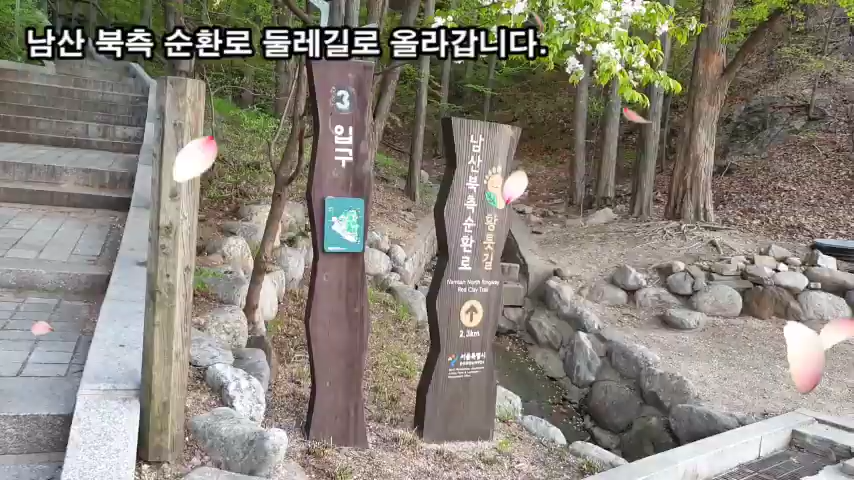 남산 북측 순환로 둘레길로 올라갑니다.
3
입구
남산북측순환로
황톳길
Namsan North Ringway
Red Clay Trail
2.3km
서울특별시